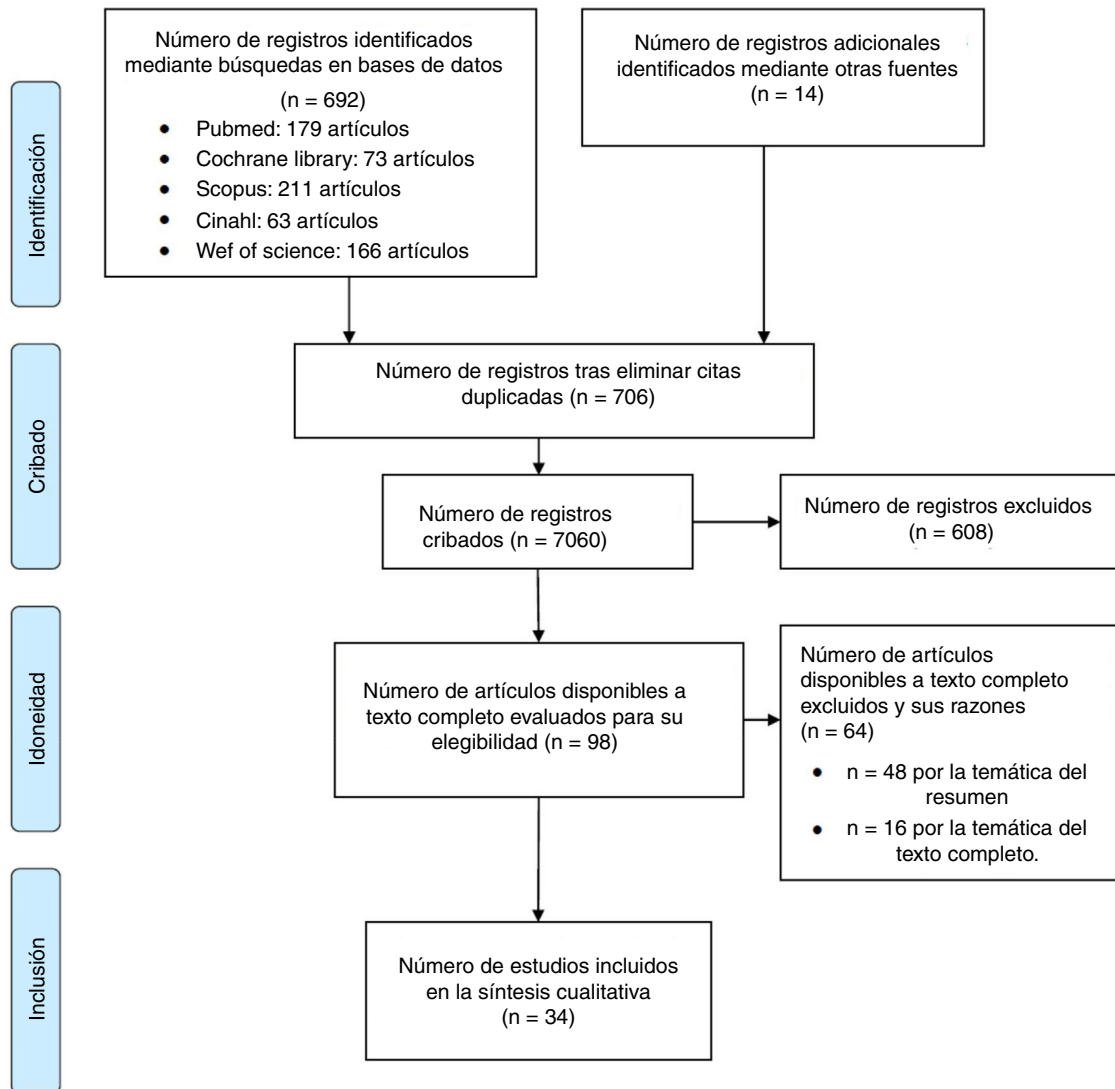 Número de registros identificados
mediante búsquedas en bases de datos
(n = 692)
• Pubmed: 179 artículos
• Cochrane library: 73 artículos
• Scopus: 211 artículos
• Cinahl: 63 artículos
• Wef of science: 166 artículos
Número de registros adicionales
identificados mediante otras fuentes
(n = 14)
Identificación
Número de registros tras eliminar citas
duplicadas (n = 706)
Cribado
Número de registros
cribados (n = 7060)
Número de registros excluidos
(n = 608)
Idoneidad
Número de artículos disponibles a
texto completo evaluados para su
elegibilidad (n = 98)
Número de artículos
disponibles a texto completo
excluidos y sus razones
(n = 64)
• n = 48 por la temática del
resumen
• n = 16 por la temática del
texto completo.
Inclusión
Número de estudios incluidos
en la síntesis cualitativa
(n = 34)